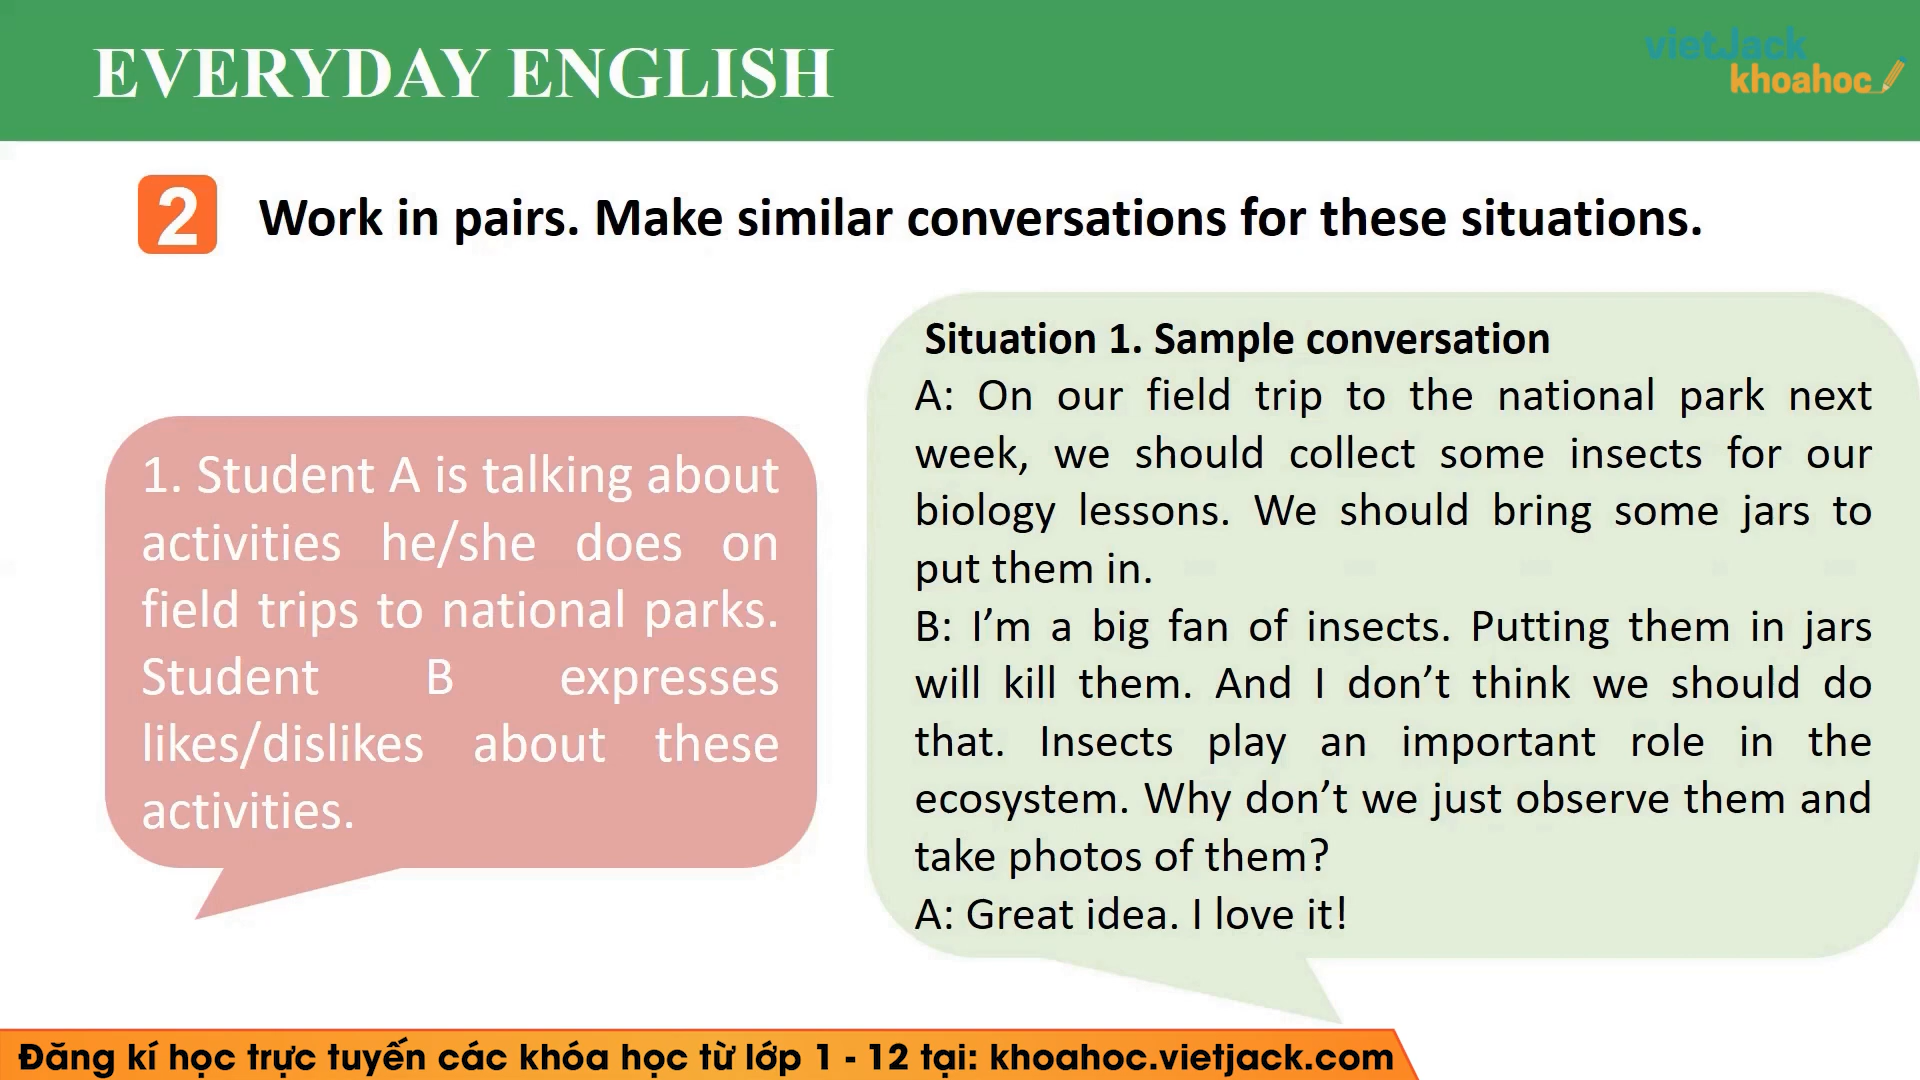 EVERYDAY ENGLISH
vietJack
khoahoc
2 Work in pairs. Make similar conversations for these situations.
1. Student A is talking about
activities he/she does on
field trips to national parks.
Student B expresses
likes/dislikes about these
activities.
Situation 1. Sample conversation
A: On our field trip to the national park next
week, we should collect some insects for our
biology lessons. We should bring some jars to
put them in.
B: I’m a big fan of insects. Putting them in jars
will kill them. And I don’t think we should do
that. Insects play an important role in the
ecosystem. Why don’t we just observe them and
take photos of them?
A: Great idea. I love it!
Đăng kí học trực tuyến các khóa học từ lớp 1 - 12 tại: khoahoc.vietjack.com